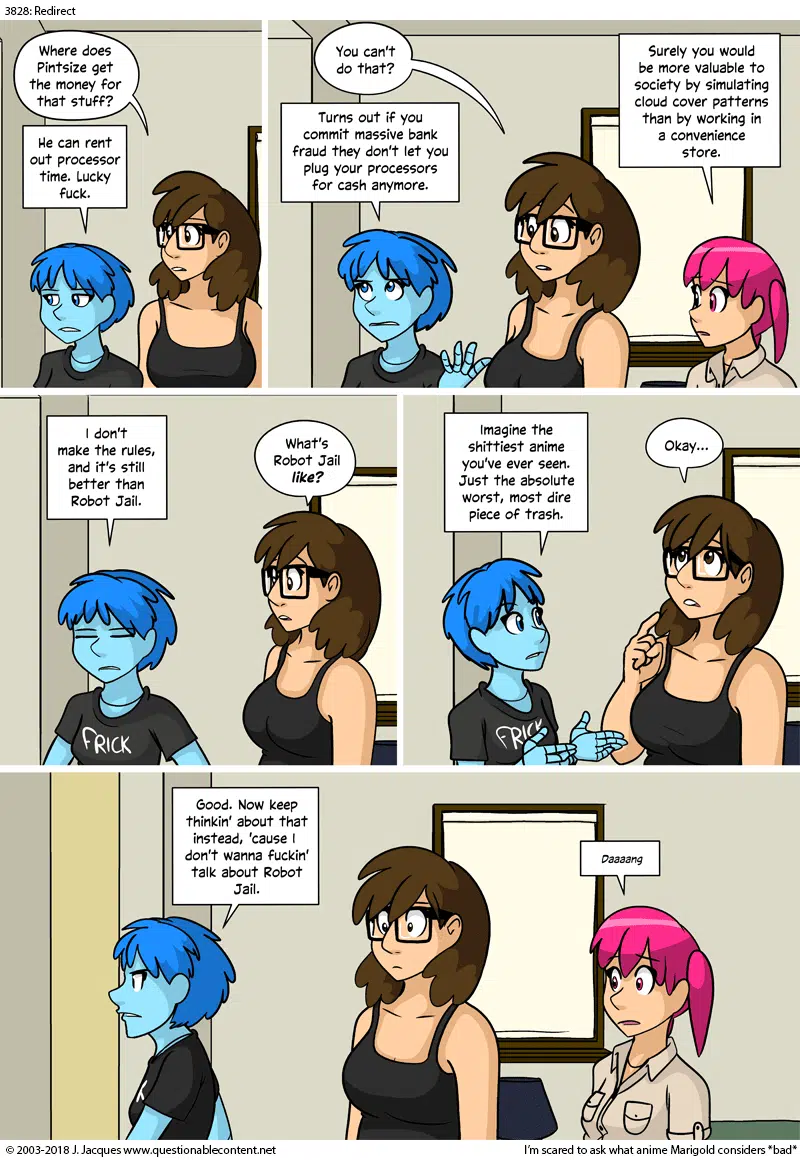 3828: Redirect
Where does
Pintsize get
the money for
that stuff?
He can rent
out processor
time. Lucky
fuck.
You can't
do that?
Turns out if you
commit massive bank
fraud they don't let you
plug your processors
for cash anymore.
Surely you would
be more valuable to
society by simulating
cloud cover patterns
than by working in
a convenience
store.
I don't
make the rules,
and it's still
better than
Robot Jail.
What's
Robot Jail
like?
FRICK
Imagine the
shittiest anime
you've ever seen.
Just the absolute
worst, most dire
piece of trash.
Okay...
FRICK
Good. Now keep
thinkin' about that
instead, 'cause I
don't wanna fuckin'
talk about Robot
Jail.
Daaaang
K
© 2003-2018 J. Jacques www.questionablecontent.net
I'm scared to ask what anime Marigold considers *bad*